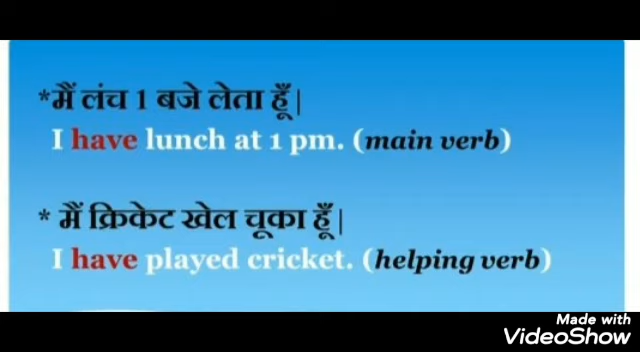 *मैं लंच 1 बजे लेता हूँ|
I have lunch at 1 pm. (main verb)
* मैं क्रिकेट खेल चूका हूँ|
I have played cricket. (helping verb)
Made with
VideoShow